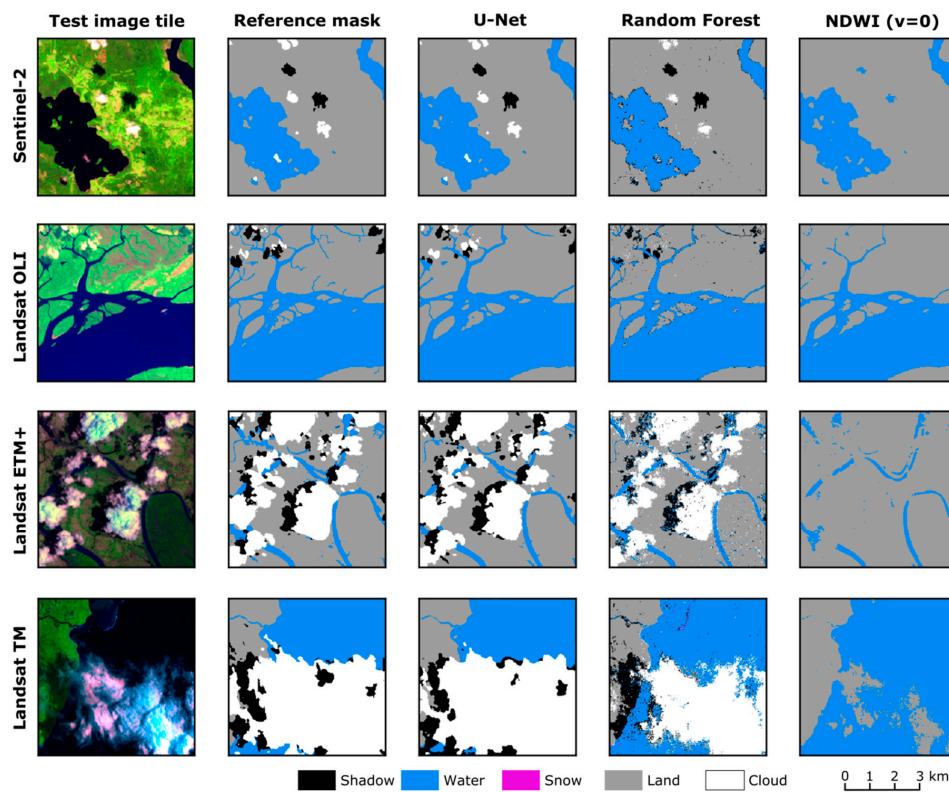 Test image tile Reference mask U-Net Random Forest NDWI (v=0)
Sentinel-2
Landsat OLI
Landsat ETM+
Landsat TM
Shadow Water Snow Land Cloud
0 1 2 3 km